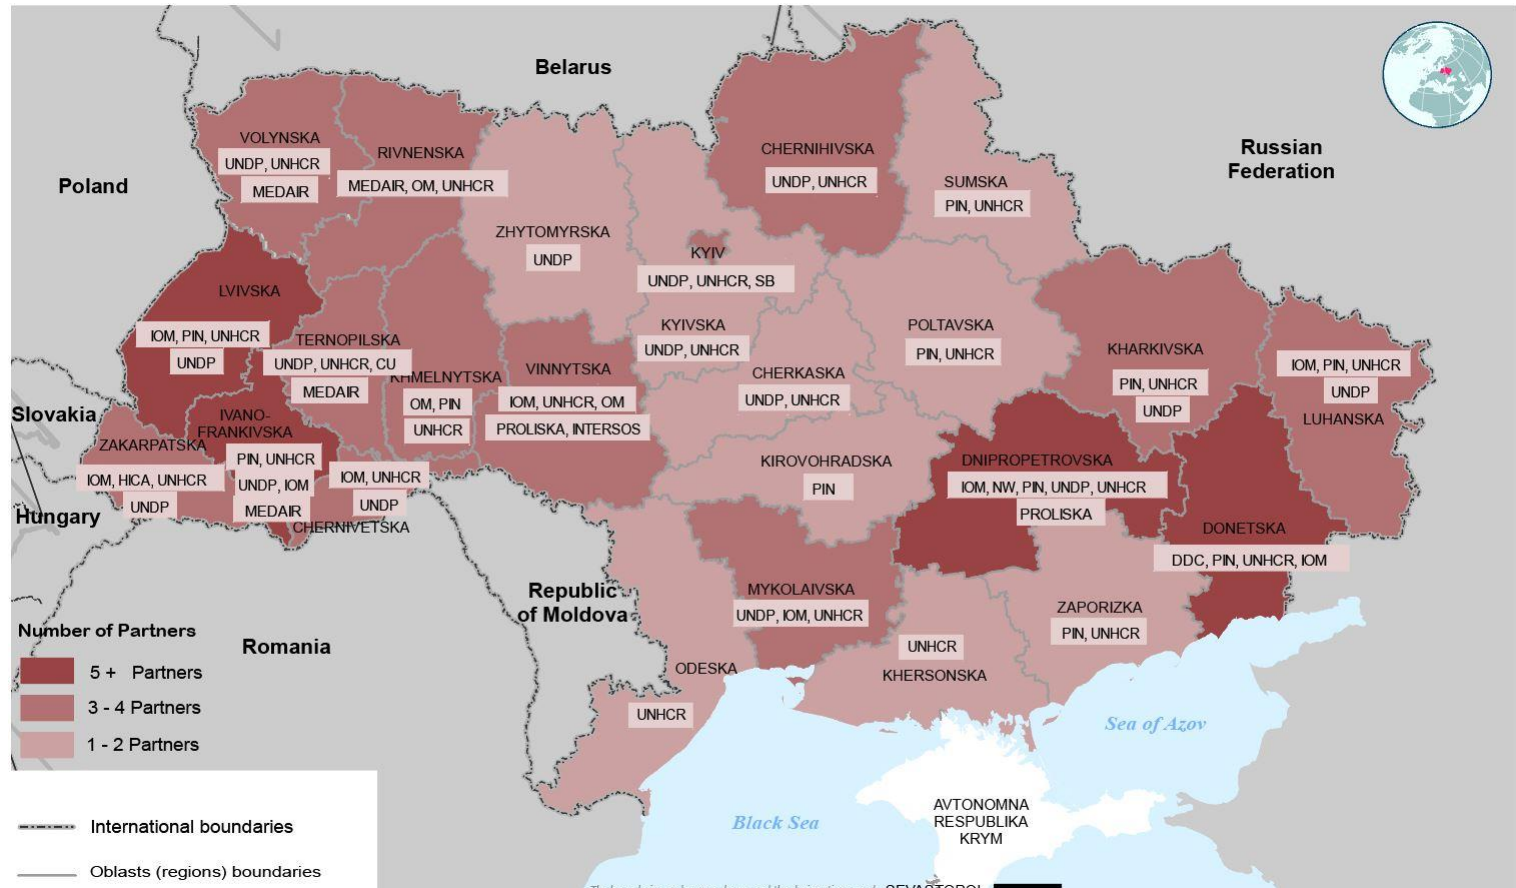 Belarus
Poland
Russian
Federation
VOLYNSKA
UNDP, UNHCR
MEDAIR
RIVNENSKA
MEDAIR, OM, UNHCR
CHERNIHIVSKA
UNDP, UNHCR
SUMSKA
PIN, UNHCR
ZHYTOMYRSKA
UNDP
KYIV
UNDP, UNHCR, SB
LVIVSKA
IOM, PIN, UNHCR
UNDP
TERNOPILSKA
UNDP, UNHCR, CU
MEDAIR
KHMELNYTSKA
OM, PIN
UNHCR
VINNYTSKA
IOM, UNHCR, OM
PROLISKA, INTERSOS
KYIVSKA
UNDP, UNHCR
CHERKASKA
UNDP, UNHCR
POLTAVSKA
PIN, UNHCR
KHARKIVSKA
PIN, UNHCR
UNDP
IOM, PIN, UNHCR
UNDP
LUHANSKA
Slovakia
ZAKARPATSKA
IOM, HICA, UNHCR
UNDP
IVANO-
FRANKIVSKA
PIN, UNHCR
UNDP, IOM
MEDAIR
IOM, UNHCR
UNDP
CHERNIVETSKA
Hungary
KIROVOHRADSKA
PIN
DNIPROPETROVSKA
IOM, NW, PIN, UNDP, UNHCR
PROLISKA
DONETSKA
DDC, PIN, UNHCR, IOM
Republic
of Moldova
Romania
MYKOLAIVSKA
UNDP, IOM, UNHCR
ZAPORIZKA
PIN, UNHCR
UNHCR
KHERSONSKA
ODESKA
UNHCR
Sea of Azov
Black Sea
AVTONOMNA
RESPUBLIKA
KRYM
Number of Partners
5 + Partners
3 - 4 Partners
1 - 2 Partners
International boundaries
Oblasts (regions) boundaries